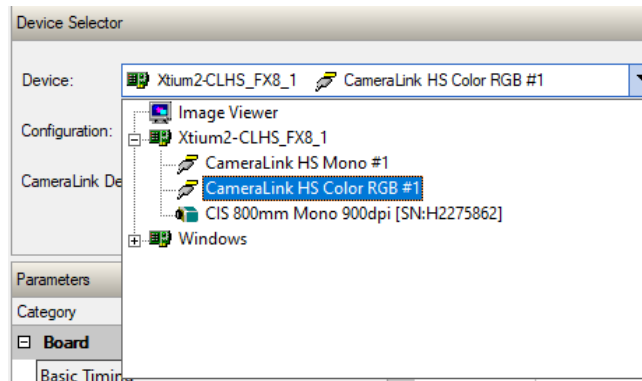 Device Selector
Device: Xtium2-CLHS_FX8_1 CameraLink HS Color RGB #1
Image Viewer
Configuration: Xtium2-CLHS_FX8_1
CameraLink HS Mono #1
CameraLink De CameraLink HS Color RGB #1
CIS 800mm Mono 900dpi [SN:H2275862]
Windows
Parameters
Category
Board
Basic Timing